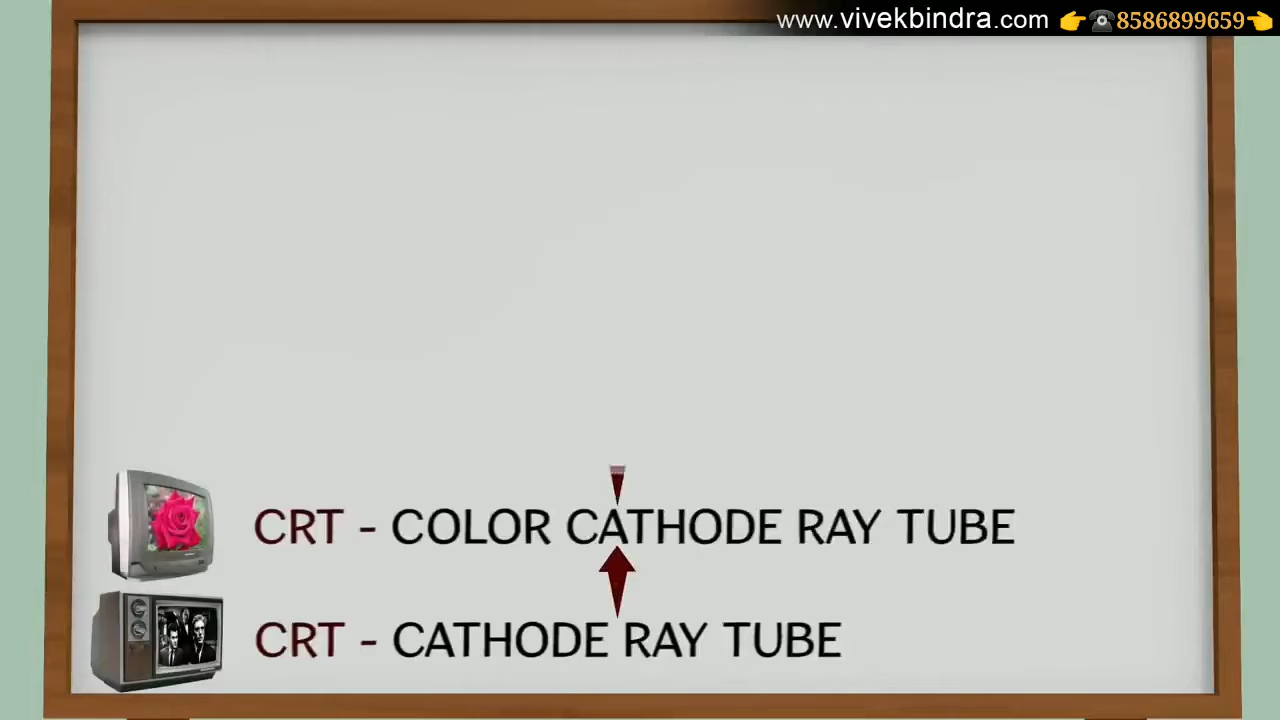 www.vivekbindra.com 👉☎8586899659👈
CRT - COLOR CATHODE RAY TUBE
CRT - CATHODE RAY TUBE